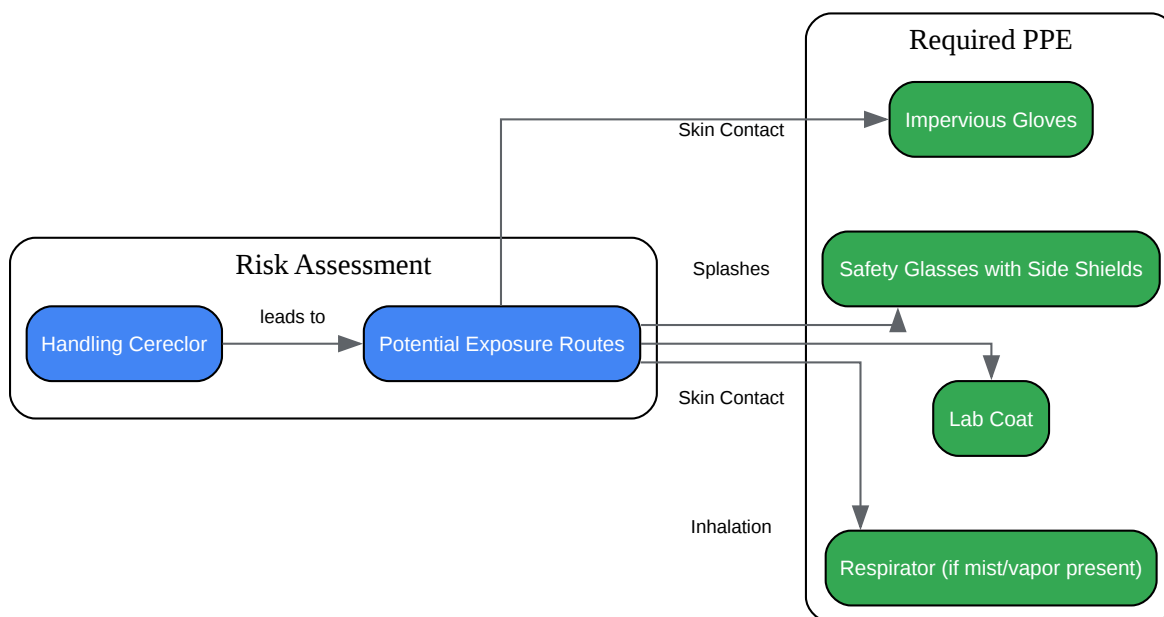 Required PPE
Impervious Gloves
Skin Contact
Safety Glasses with Side Shields
Splashes
Risk Assessment
leads to
Handling Cereclor
Potential Exposure Routes
Skin Contact
Lab Coat
Inhalation
Respirator (if mist/vapor present)